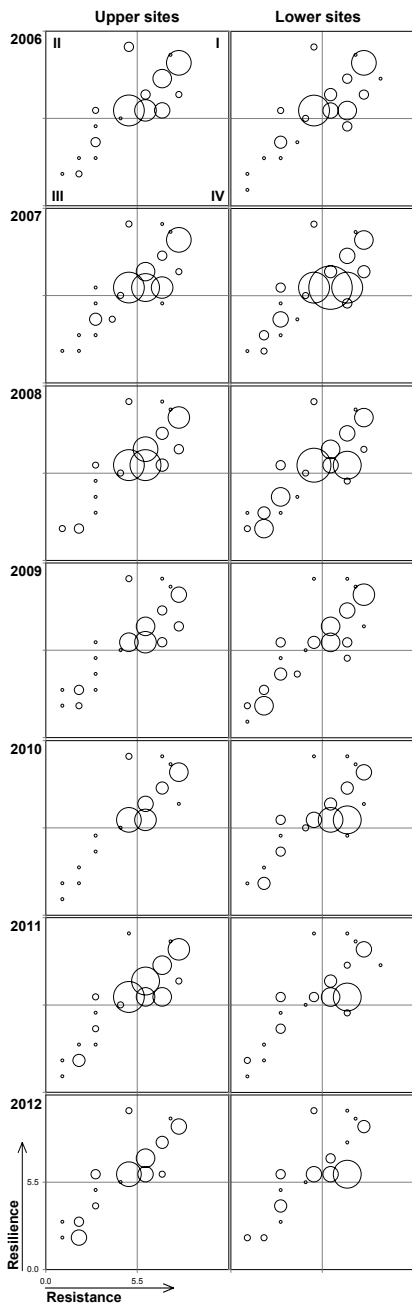 Upper sites Lower sites
2006
II I
III IV
2007
2008
2009
2010
2011
2012
5.5
Resilience
0.0
0.0 5.5
Resistance